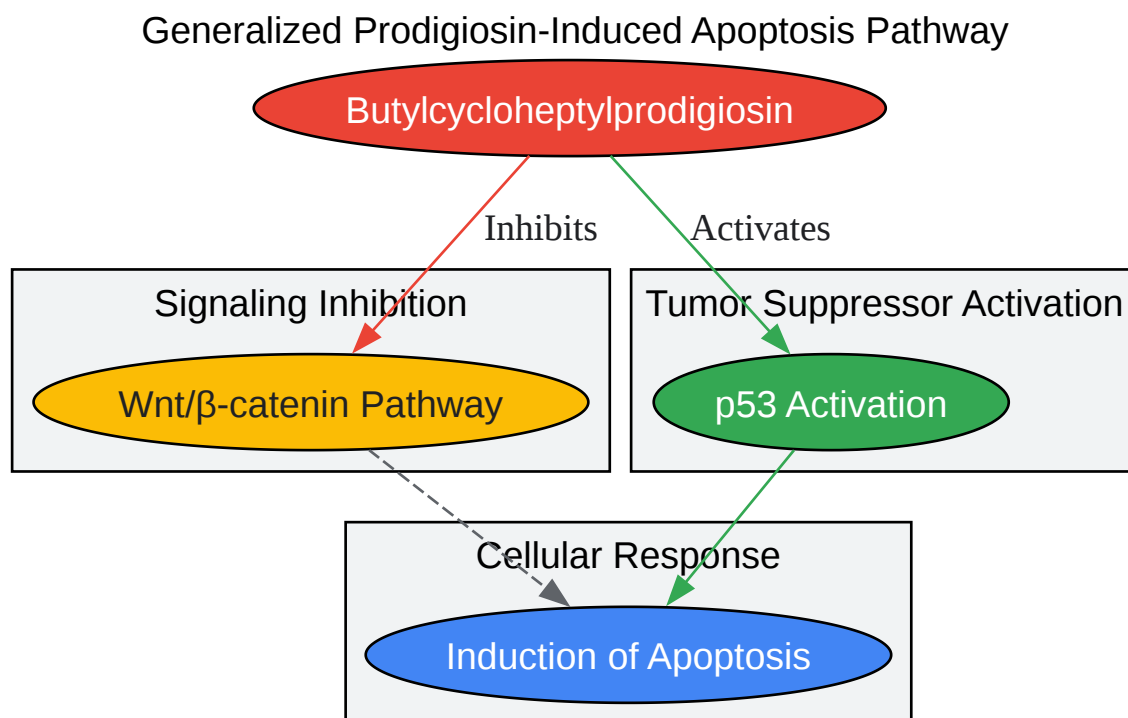 Generalized Prodigiosin-Induced Apoptosis Pathway
Butylcycloheptylprodigiosin
Inhibits
Activates
Signaling Inhibition
Tumor Suppressor Activation
Wnt/β-catenin Pathway
p53 Activation
Cellular Response
Induction of Apoptosis